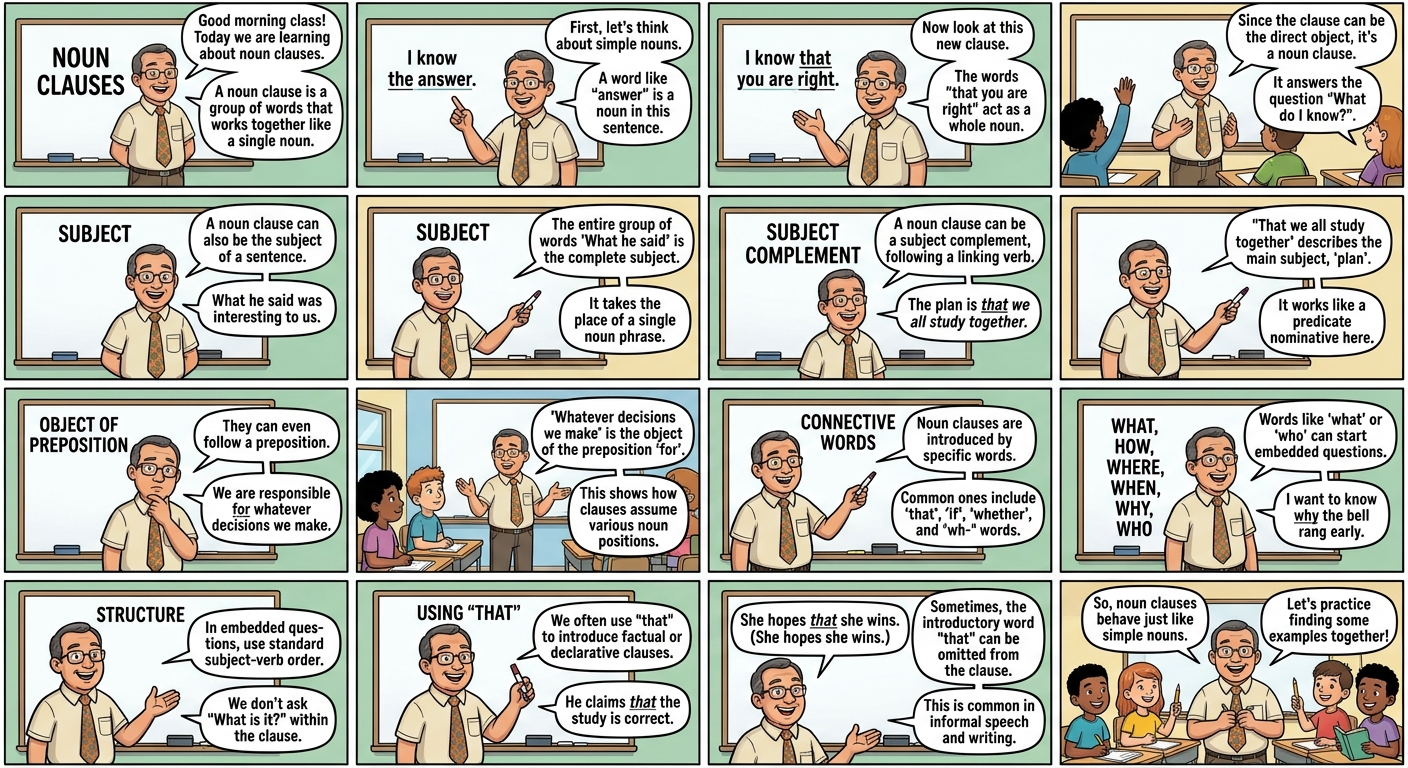 NOUN
CLAUSES
Good morning class!
Today we are learning
about noun clauses.
A noun clause is a
group of words that
works together like
a single noun.
I know
the answer.
First, let's think
about simple nouns.
A word like
"answer" is a
noun in this
sentence.
I know that
you are right.
Now look at this
new clause.
The words
"that you are
right" act as a
whole noun.
Since the clause can be
the direct object, it's
a noun clause.
It answers the
question "What
do I know?".
SUBJECT
A noun clause can
also be the subject
of a sentence.
What he said was
interesting to us.
SUBJECT
The entire group of
words 'What he said' is
the complete subject.
It takes the
place of a single
noun phrase.
SUBJECT
COMPLEMENT
A noun clause can be
a subject complement,
following a linking verb.
The plan is that we
all study together.
"That we all study
together' describes the
main subject, 'plan'.
It works like a
predicate
nominative here.
OBJECT OF
PREPOSITION
They can even
follow a preposition.
We are responsible
for whatever
decisions we make.
'Whatever decisions
we make" is the object
of the preposition 'for'.
This shows how
clauses assume
various noun
positions.
CONNECTIVE
WORDS
Noun clauses are
introduced by
specific words.
Common ones include
'that', 'if', 'whether',
and "wh-" words.
WHAT,
HOW,
WHERE,
WHEN,
WHY,
WHO
Words like 'what' or
'who' can start
embedded questions.
I want to know
why the bell
rang early.
STRUCTURE
In embedded ques-
tions, use standard
subject-verb order.
We don't ask
"What is it?" within
the clause.
USING "THAT"
We often use "that"
to introduce factual or
declarative clauses.
He claims that the
study is correct.
She hopes that she wins.
(She hopes she wins.)
Sometimes, the
introductory word
"that" can be
omitted from
the clause.
This is common in
informal speech
and writing.
So, noun clauses
behave just like
simple nouns.
Let's practice
finding some
examples together!